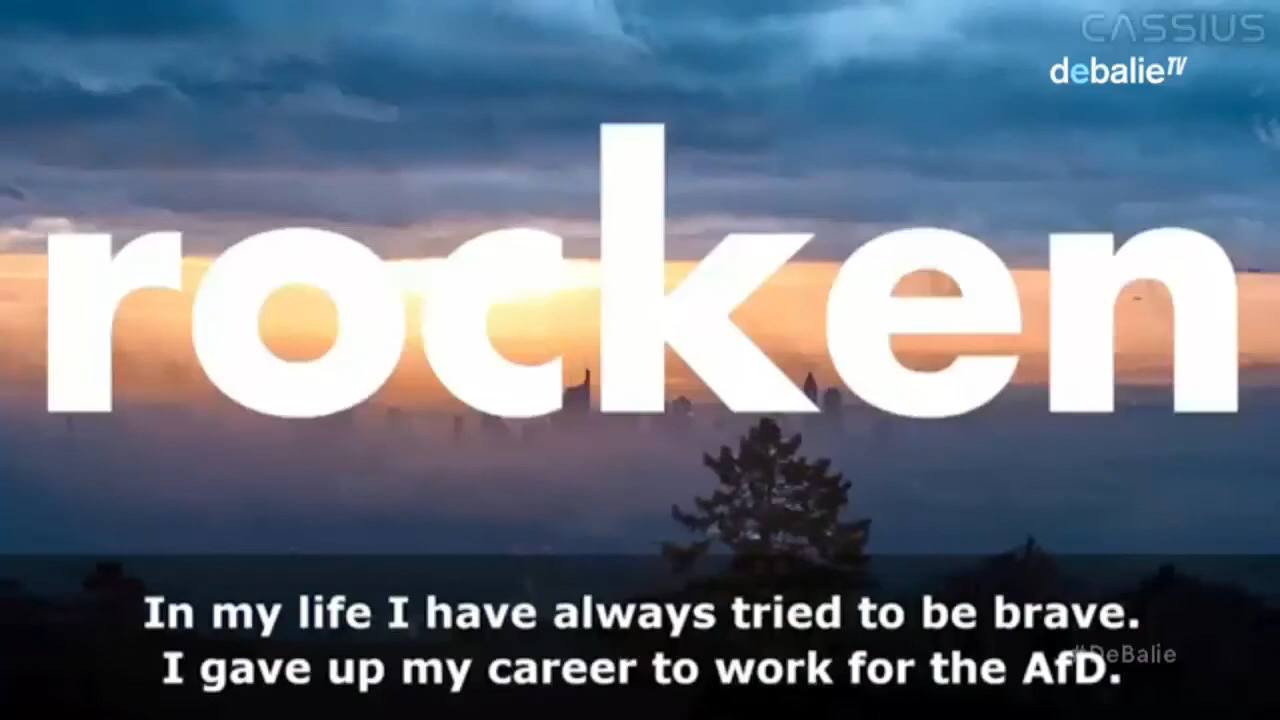 CASSIUS
debalieTV
rocken
In my life I have always tried to be brave.
#DeBalie
I gave up my career to work for the AfD.